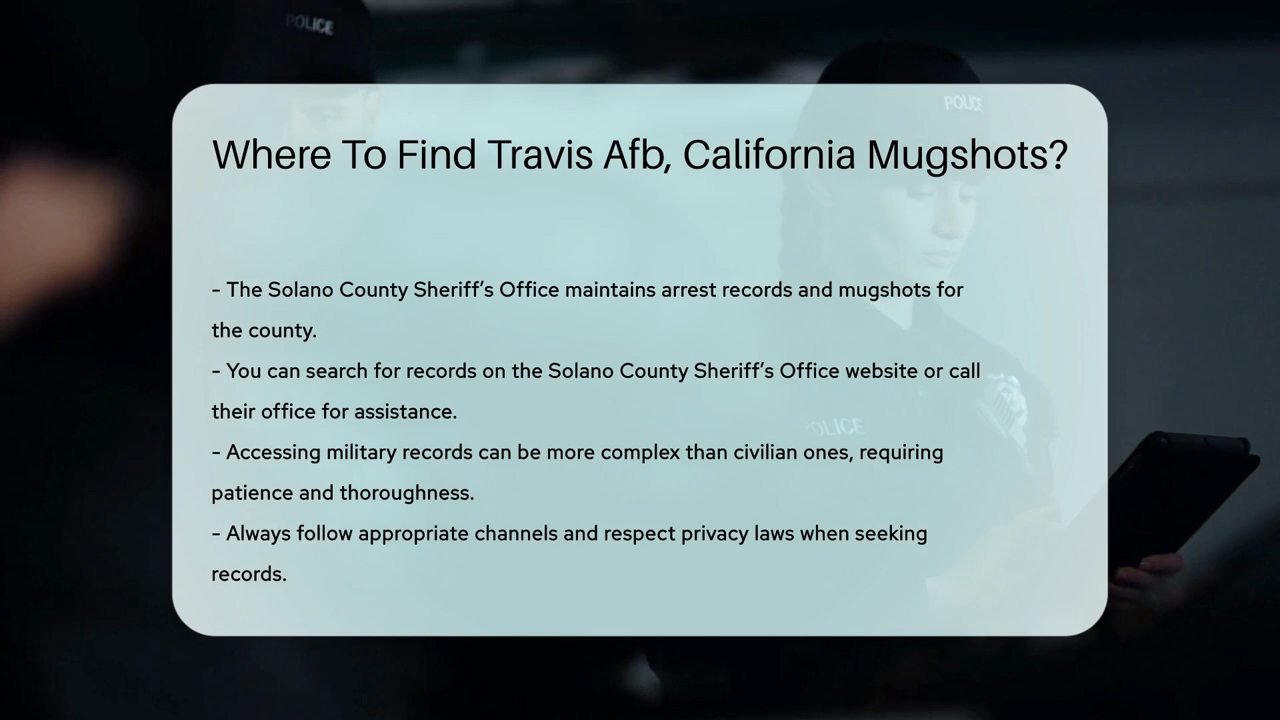 POLICE
POLICE
Where To Find Travis Afb, California Mugshots?
- The Solano County Sheriff’s Office maintains arrest records and mugshots for
the county.
- You can search for records on the Solano County Sheriff’s Office website or call
their office for assistance.
- Accessing military records can be more complex than civilian ones, requiring
patience and thoroughness.
- Always follow appropriate channels and respect privacy laws when seeking
records.
POLICE